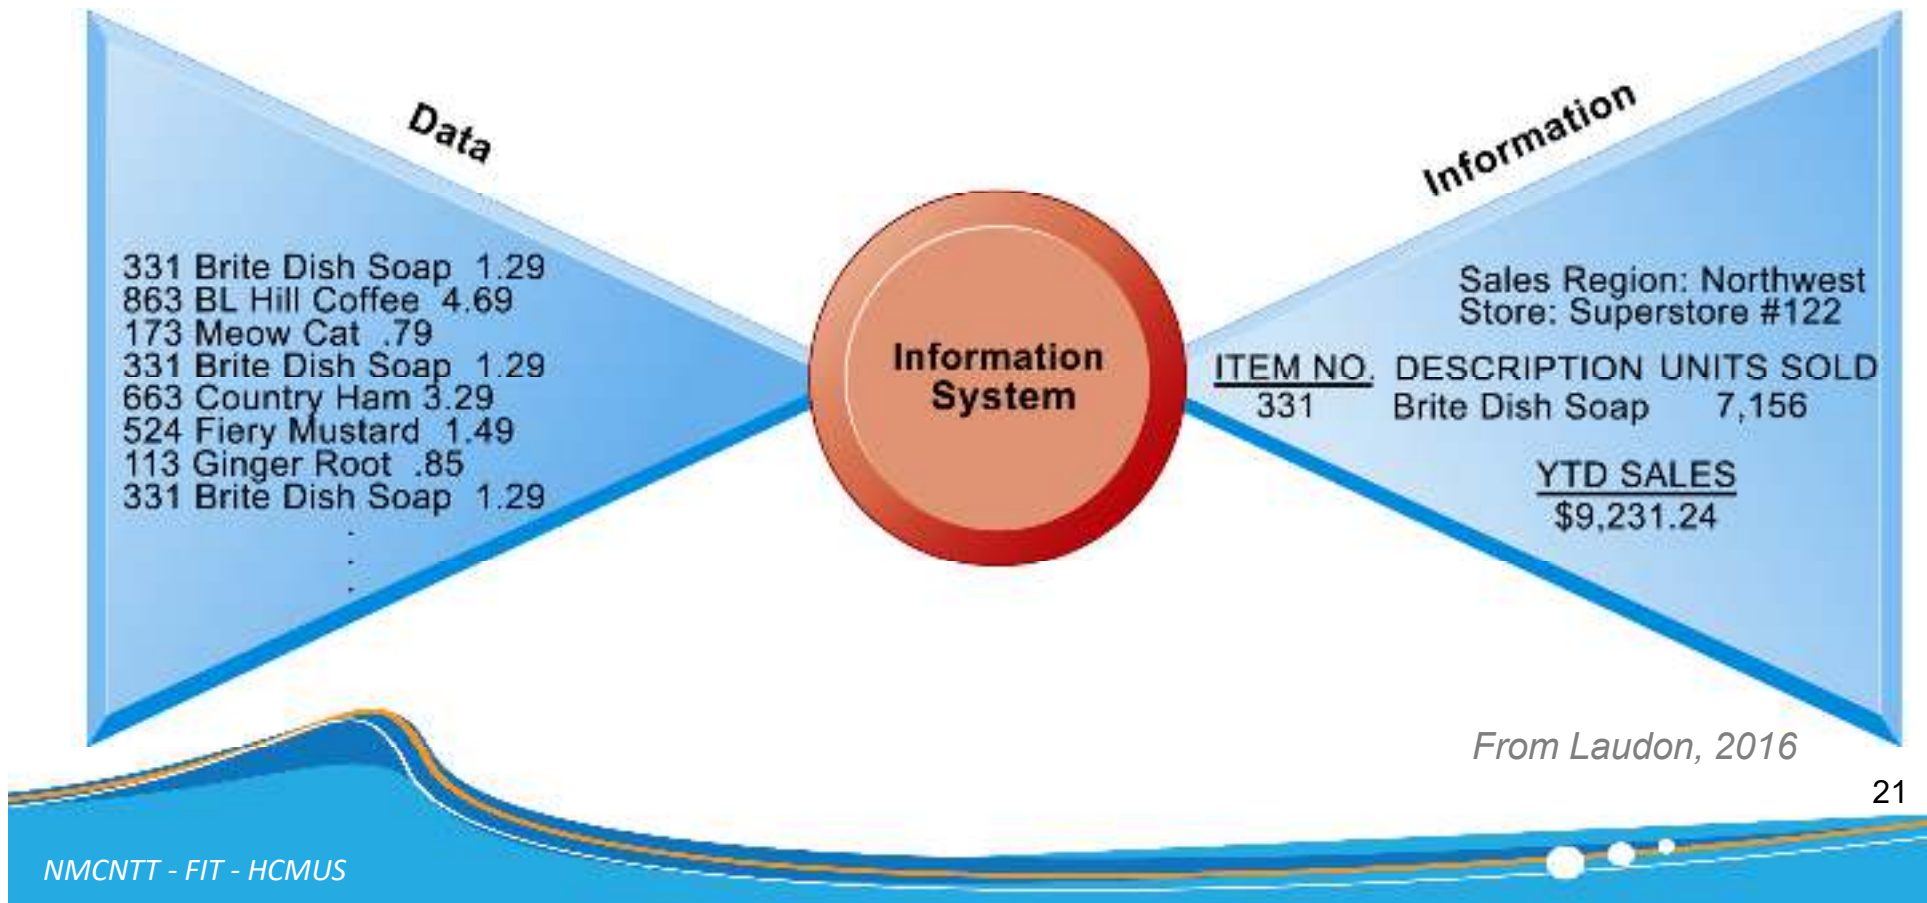 Data
331 Brite Dish Soap 1.29
863 BL Hill Coffee 4.69
173 Meow Cat .79
331 Brite Dish Soap 1.29
663 Country Ham 3.29
524 Fiery Mustard 1.49
113 Ginger Root .85
331 Brite Dish Soap 1.29
.
.
.
Information
System
Information
Sales Region: Northwest
Store: Superstore #122
ITEM NO. DESCRIPTION UNITS SOLD
331 Brite Dish Soap 7,156
YTD SALES
$9,231.24
From Laudon, 2016
21
NMCNTT - FIT - HCMUS